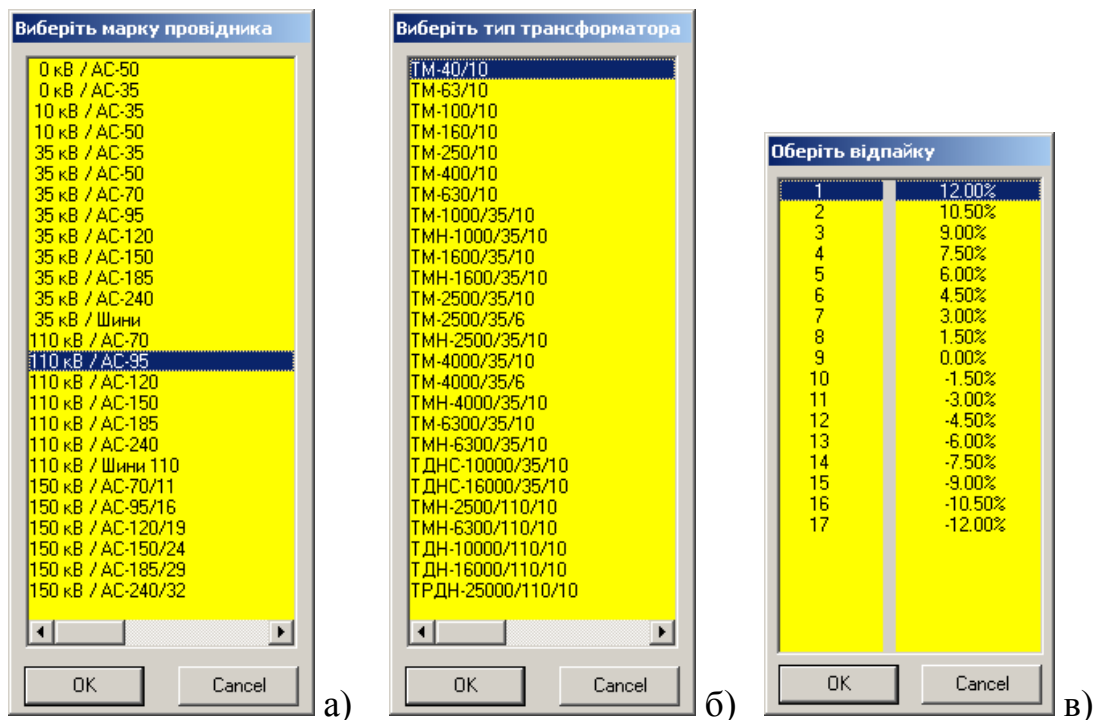 Виберіть марку провідника
0 кВ / АС-50
0 кВ / АС-35
10 кВ / АС-35
10 кВ / АС-50
35 кВ / АС-35
35 кВ / АС-50
35 кВ / АС-70
35 кВ / АС-95
35 кВ / АС-120
35 кВ / АС-150
35 кВ / АС-185
35 кВ / АС-240
35 кВ / Шини
110 кВ / АС-70
110 кВ / АС-95
110 кВ / АС-120
110 кВ / АС-150
110 кВ / АС-185
110 кВ / АС-240
110 кВ / Шини 110
150 кВ / АС-70/11
150 кВ / АС-95/16
150 кВ / АС-120/19
150 кВ / АС-150/24
150 кВ / АС-185/29
150 кВ / АС-240/32
OK Cancel
а)
Виберіть тип трансформатора
ТМ-40/10
ТМ-63/10
ТМ-100/10
ТМ-160/10
ТМ-250/10
ТМ-400/10
ТМ-630/10
ТМ-1000/35/10
ТМН-1000/35/10
ТМ-1600/35/10
ТМН-1600/35/10
ТМ-2500/35/10
ТМ-2500/35/6
ТМН-2500/35/10
ТМ-4000/35/10
ТМ-4000/35/6
ТМН-4000/35/10
ТМ-6300/35/10
ТМН-6300/35/10
ТДНС-10000/35/10
ТДНС-16000/35/10
ТМН-2500/110/10
ТМН-6300/110/10
ТДН-10000/110/10
ТДН-16000/110/10
ТРДН-25000/110/10
OK Cancel
б)
Оберіть відпайку
1 12.00%
2 10.50%
3 9.00%
4 7.50%
5 6.00%
6 4.50%
7 3.00%
8 1.50%
9 0.00%
10 -1.50%
11 -3.00%
12 -4.50%
13 -6.00%
14 -7.50%
15 -9.00%
16 -10.50%
17 -12.00%
OK Cancel
в)